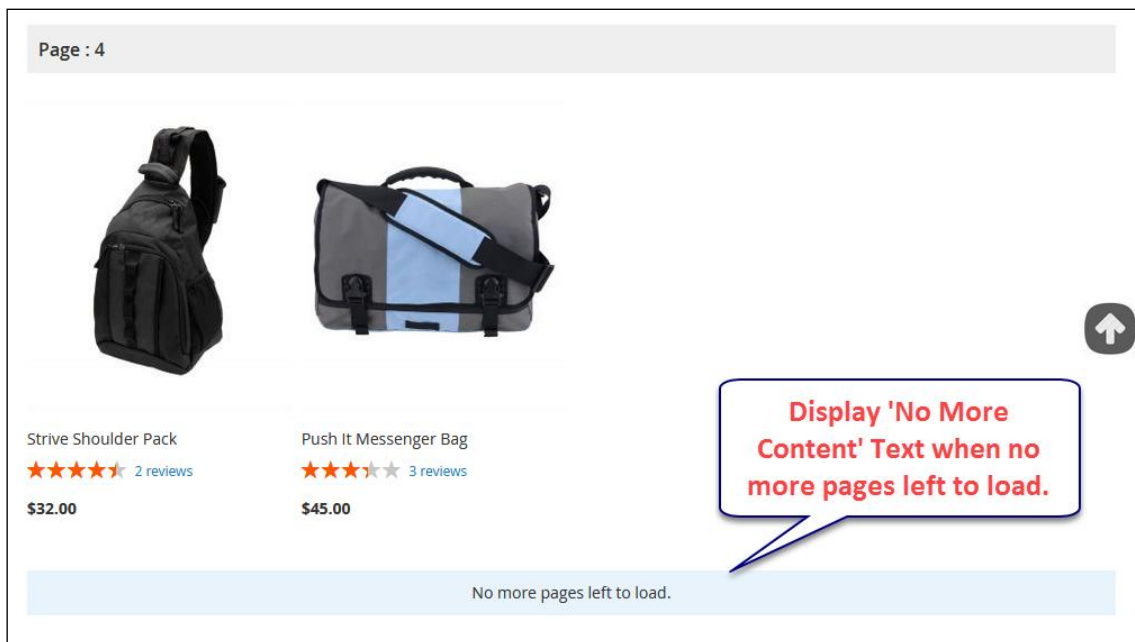 Page : 4
Strive Shoulder Pack
2 reviews
$32.00
Push It Messenger Bag
3 reviews
$45.00
Display 'No More
Content' Text when no
more pages left to load.
No more pages left to load.